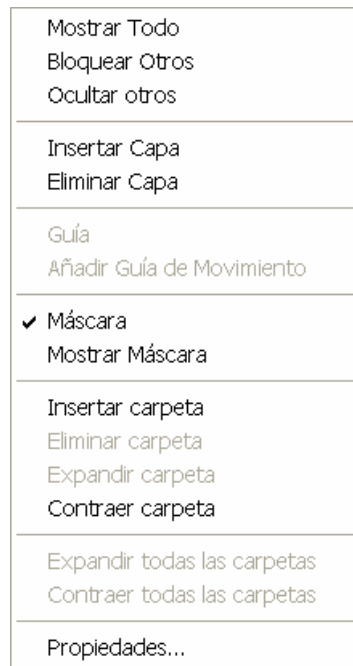 Mostrar Todo
Bloquear Otros
Ocultar otros
Insertar Capa
Eliminar Capa
Guía
Añadir Guía de Movimiento
Máscara
Mostrar Máscara
Insertar carpeta
Eliminar carpeta
Expandir carpeta
Contraer carpeta
Expandir todas las carpetas
Contraer todas las carpetas
Propiedades...